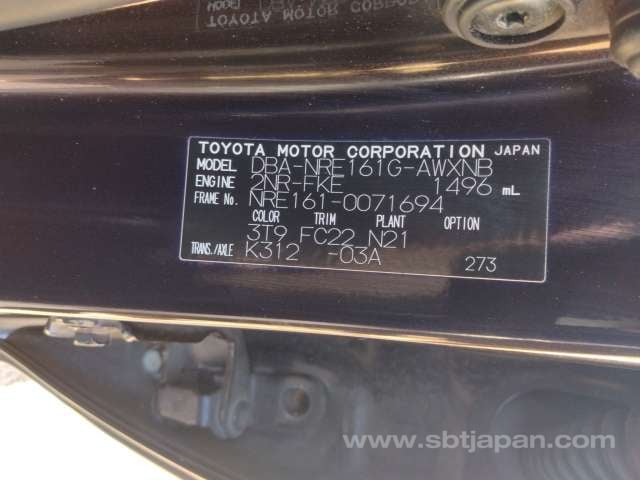 TOYOTA MOTOR CORPORATION JAPAN
MODEL DBA-NRE161G-AWXNB
ENGINE 2NR-FKE 1496 mL
FRAME No. NRE161-0071694
COLOR TRIM PLANT OPTION
3T9 FC22 N21
TRANS./AXLE K312 -03A 273
www.sbtjapan.com